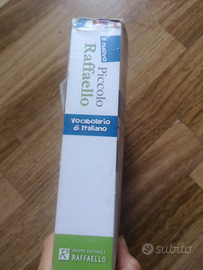 il nuovo
Piccolo
Raffaello
Vocabolario
di Italiano
GRUPPO EDITORIALE
RAFFAELLO
subito